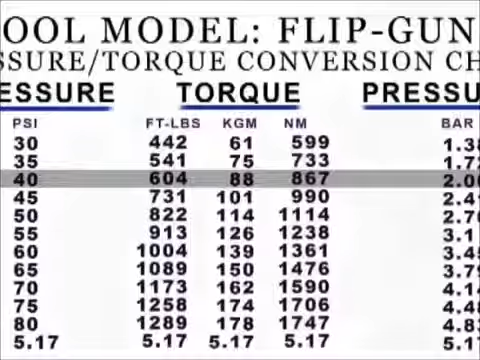 OOL MODEL: FLIP-GUN
SSURE/TORQUE CONVERSION CH
ESSURE TORQUE PRESSU
PSI FT-LBS KGM NM BAR
30 442 61 599 1.38
35 541 75 733 1.72
40 604 88 867 2.06
45 731 101 990 2.41
50 822 114 1114 2.76
55 913 126 1238 3.1
60 1004 139 1361 3.45
65 1089 150 1476 3.79
70 1173 162 1590 4.14
75 1258 174 1706 4.48
80 1289 178 1747 4.83
5.17 5.17 5.17 5.17 5.17